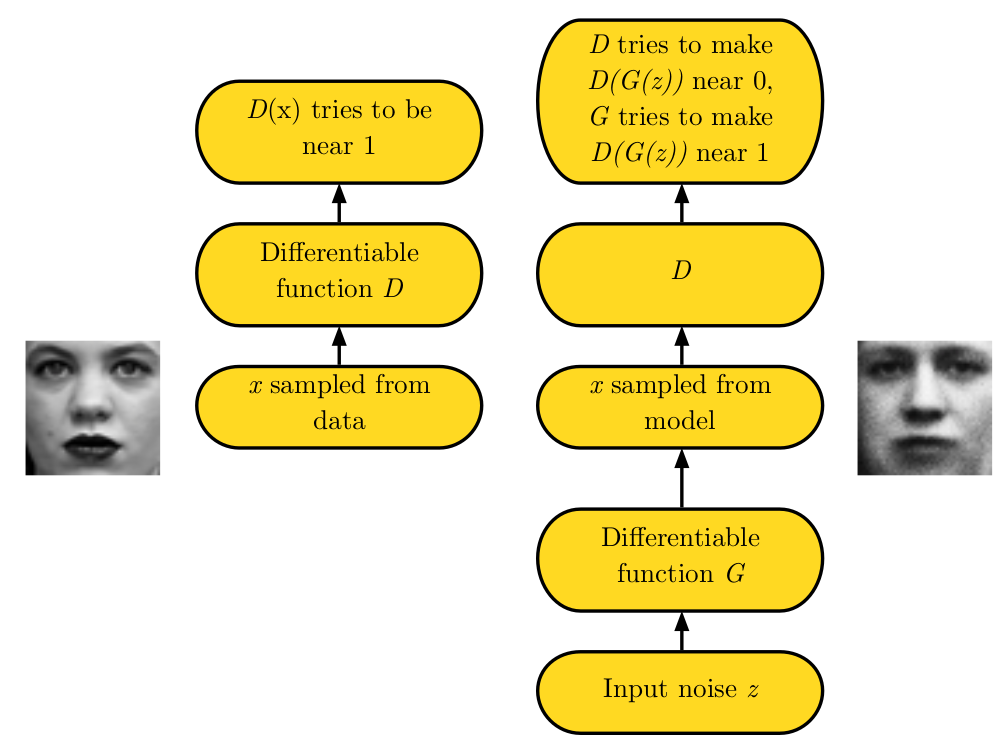 D(x) tries to be
near 1
Differentiable
function D
x sampled from
data
D tries to make
D(G(z)) near 0,
G tries to make
D(G(z)) near 1
D
x sampled from
model
Differentiable
function G
Input noise z